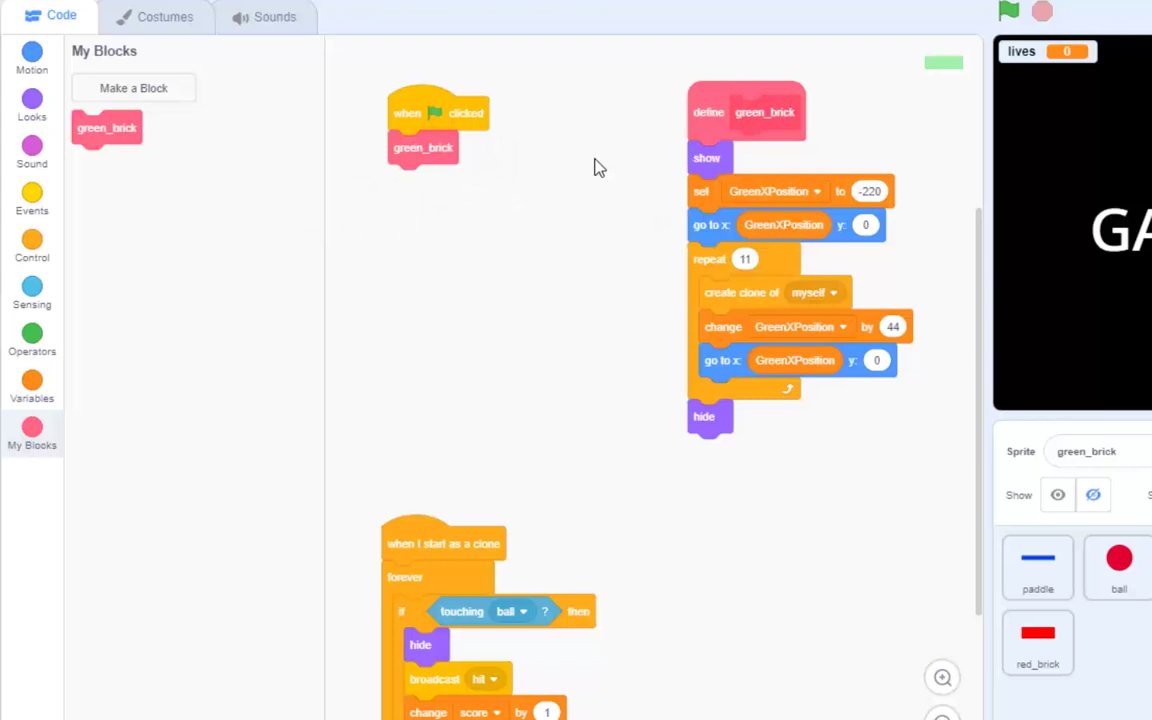 Code
Costumes
Sounds
Motion
Looks
Sound
Events
Control
Sensing
Operators
Variables
My Blocks
My Blocks
Make a Block
green_brick
when clicked
green_brick
define green_brick
show
set GreenXPosition to -220
go to x: GreenXPosition y: 0
repeat 11
create clone of myself
change GreenXPosition by 44
go to x: GreenXPosition y: 0
hide
when I start as a clone
forever
if touching ball ? then
hide
broadcast hit
change score by 1
lives 0
GA
Sprite green_brick
Show S
paddle
ball
red_brick